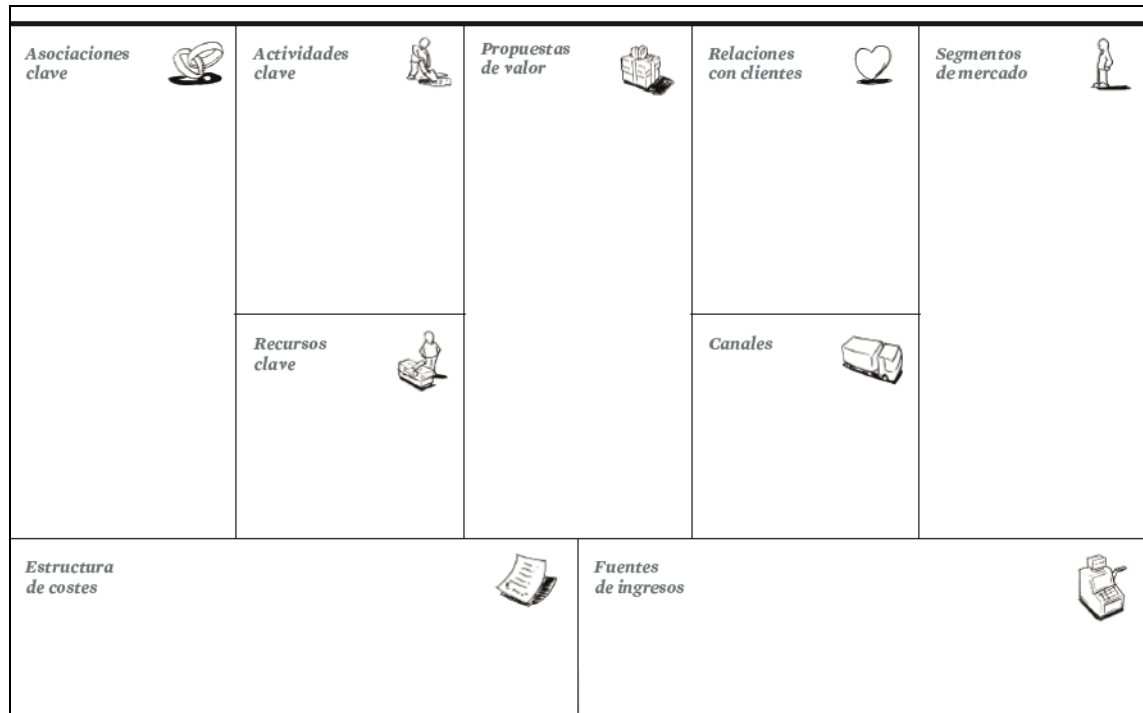 Asociaciones
clave
Actividades
clave
Propuestas
de valor
Relaciones
con clientes
Segmentos
de mercado
Recursos
clave
Canales
Estructura
de costes
Fuentes
de ingresos